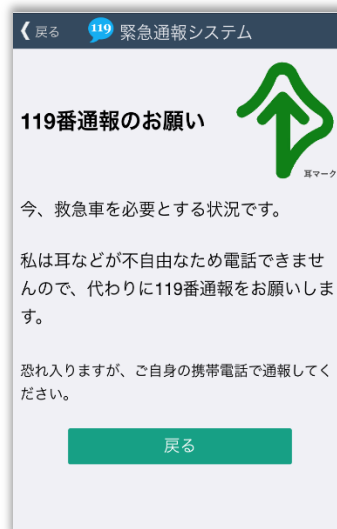 戻る 119 緊急通報システム
119番通報のお願い
耳マーク
今、救急車を必要とする状況です。
私は耳などが不自由なため電話できませ
んので、代わりに119番通報をお願いしま
す。
恐れ入りますが、ご自身の携帯電話で通報してく
ださい。
戻る